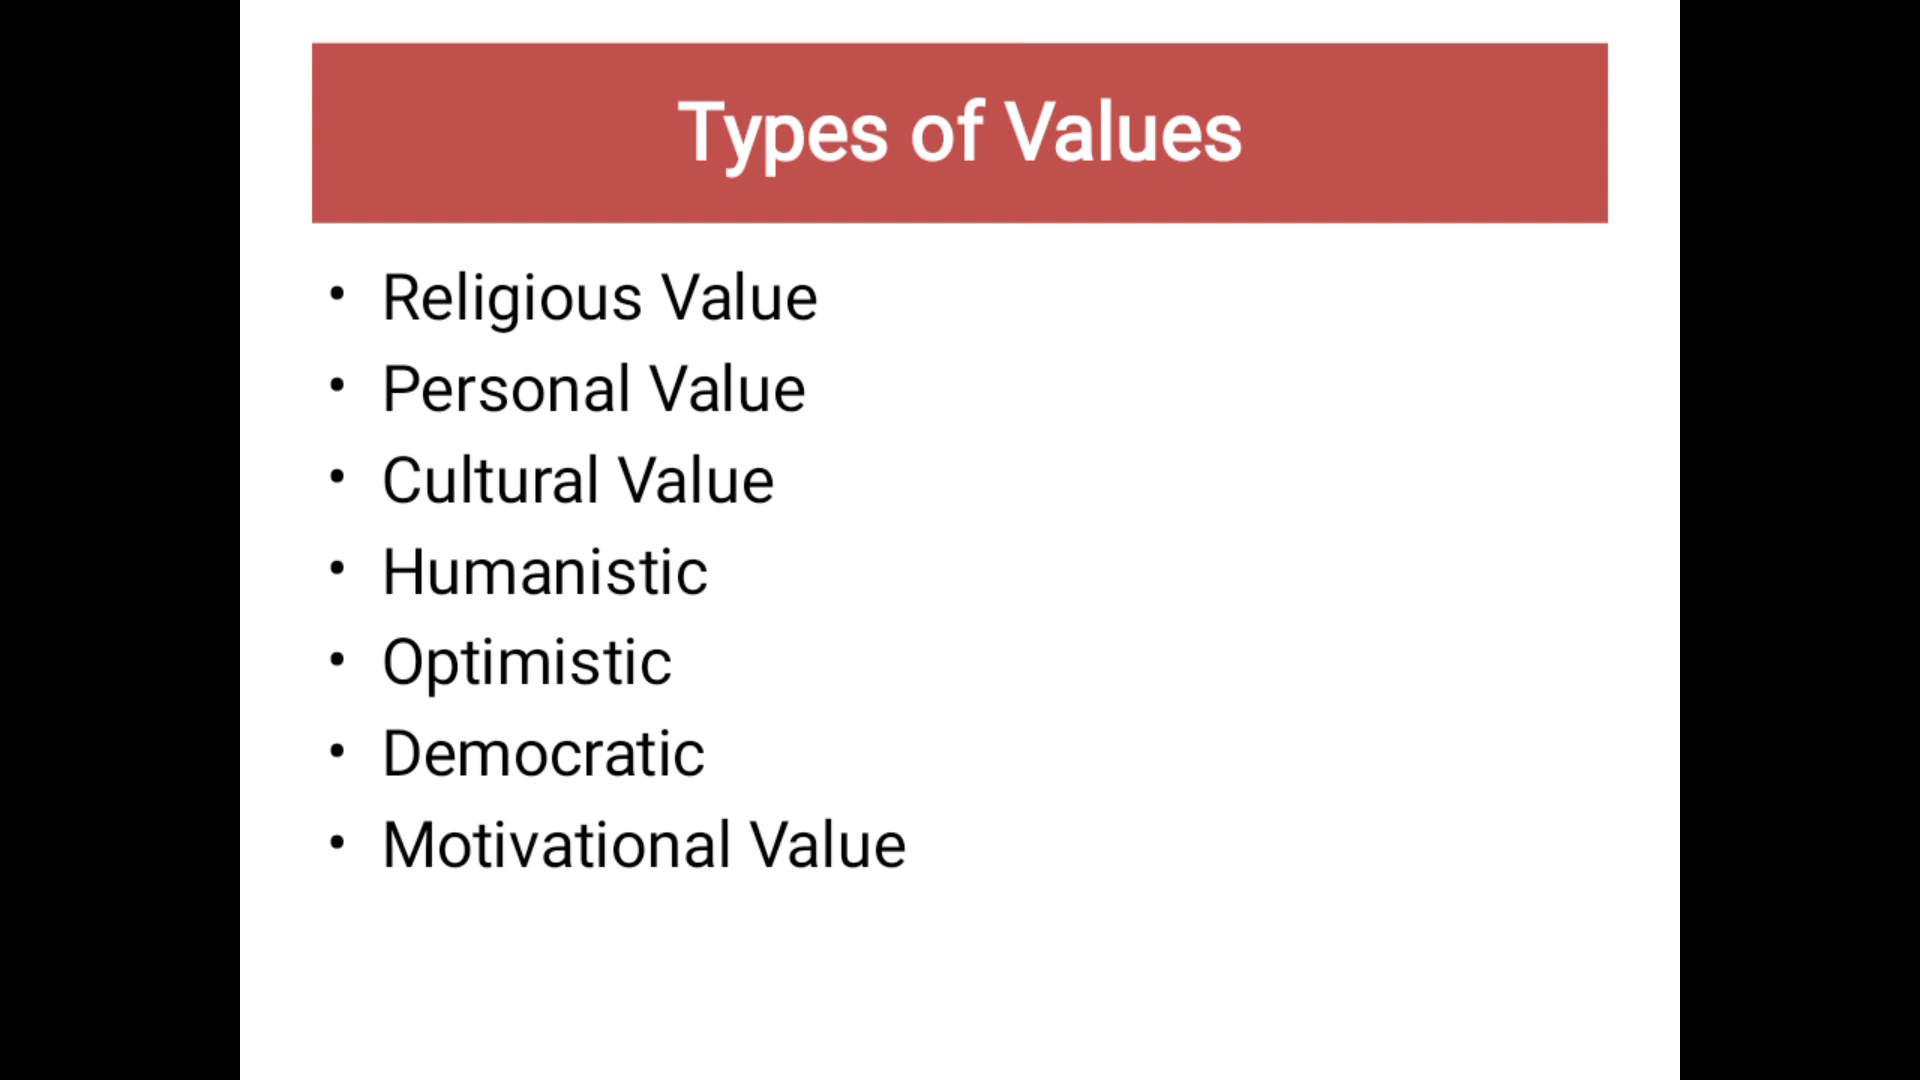 Types of Values
• Religious Value
• Personal Value
• Cultural Value
• Humanistic
• Optimistic
• Democratic
• Motivational Value